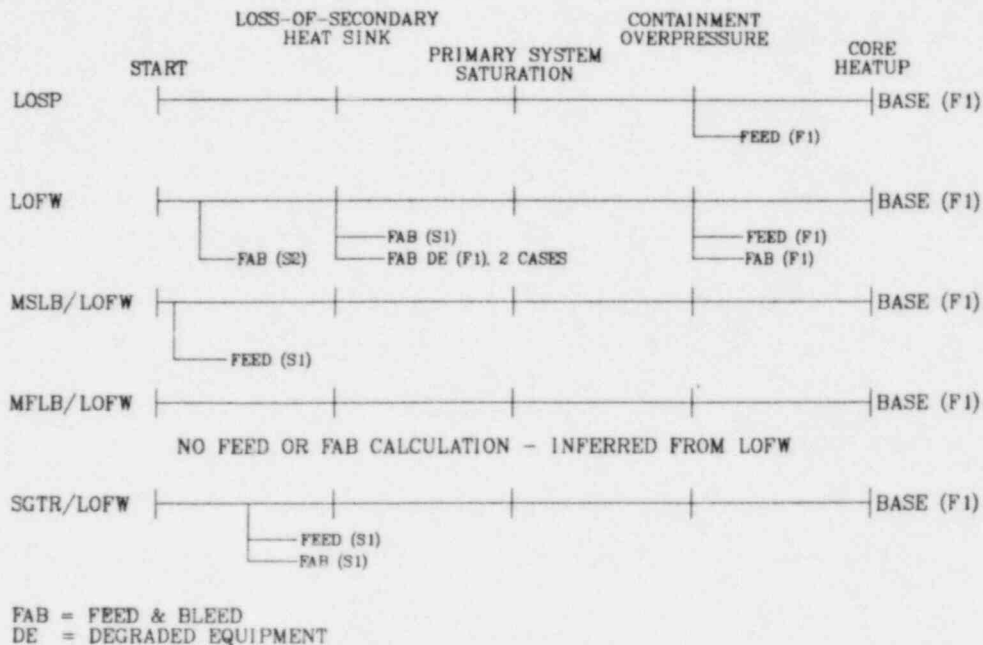 LOSS-OF-SECONDARY
HEAT SINK
CONTAINMENT
OVERPRESSURE
START
PRIMARY SYSTEM
SATURATION
CORE
HEATUP
LOSP
BASE (F1)
FEED (F1)
LOFW
BASE (F1)
FAB (S1)
FEED (F1)
FAB (S2)
FAB DE (F1), 2 CASES
FAB (F1)
MSLB/LOFW
BASE (F1)
FEED (S1)
MFLB/LOFW
BASE (F1)
NO FEED OR FAB CALCULATION - INFERRED FROM LOFW
SGTR/LOFW
BASE (F1)
FEED (S1)
FAB (S1)
FAB = FEED & BLEED
DE = DEGRADED EQUIPMENT